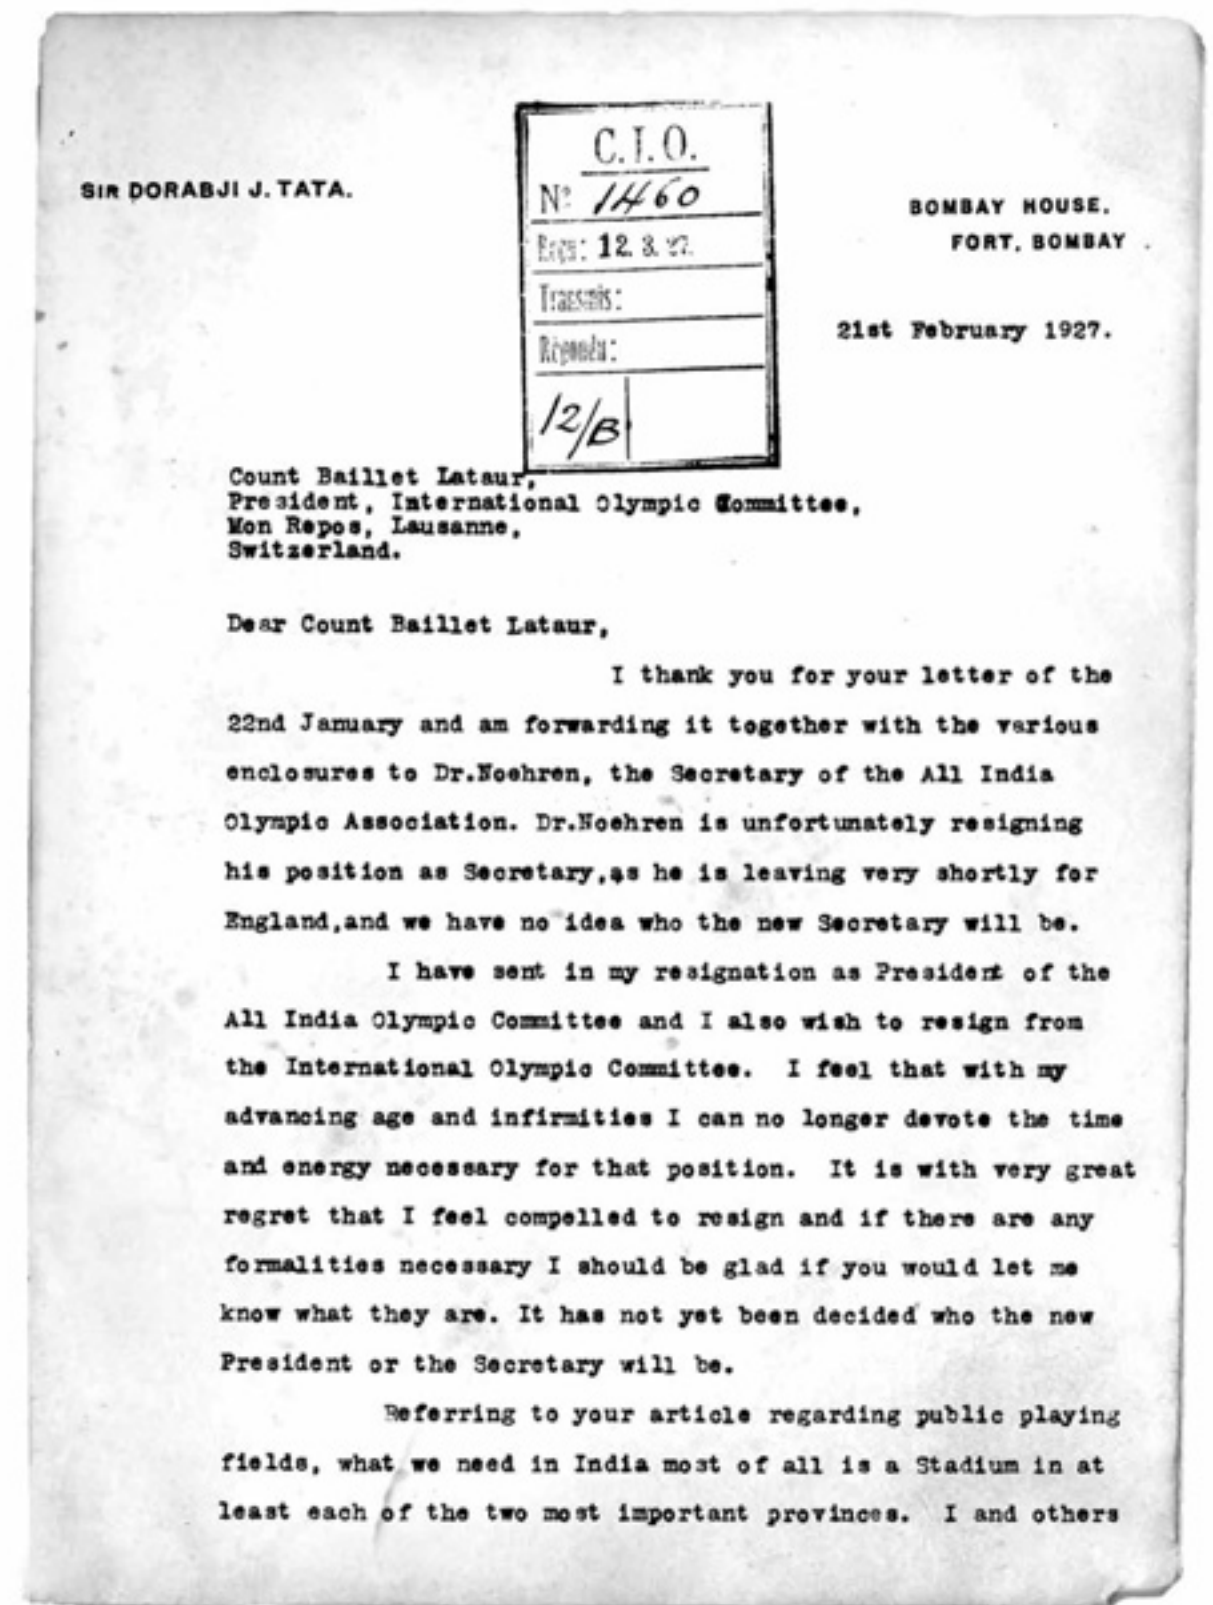 SIR DORABJI J. TATA.
C.I.O.
Nº 1460
Reçu: 12. 3. 27.
Transmis:
Répondu:
12/B
BOMBAY HOUSE.
FORT, BOMBAY.
21st February 1927.
Count Baillet Lataur,
President, International Olympic Committee,
Mon Repos, Lausanne,
Switzerland.
Dear Count Baillet Lataur,
I thank you for your letter of the
22nd January and am forwarding it together with the various
enclosures to Dr.Noehren, the Secretary of the All India
Olympic Association. Dr.Noehren is unfortunately resigning
his position as Secretary,as he is leaving very shortly for
England,and we have no idea who the new Secretary will be.
I have sent in my resignation as President of the
All India Olympic Committee and I also wish to resign from
the International Olympic Committee. I feel that with my
advancing age and infirmities I can no longer devote the time
and energy necessary for that position. It is with very great
regret that I feel compelled to resign and if there are any
formalities necessary I should be glad if you would let me
know what they are. It has not yet been decided who the new
President or the Secretary will be.
Referring to your article regarding public playing
fields, what we need in India most of all is a Stadium in at
least each of the two most important provinces. I and others